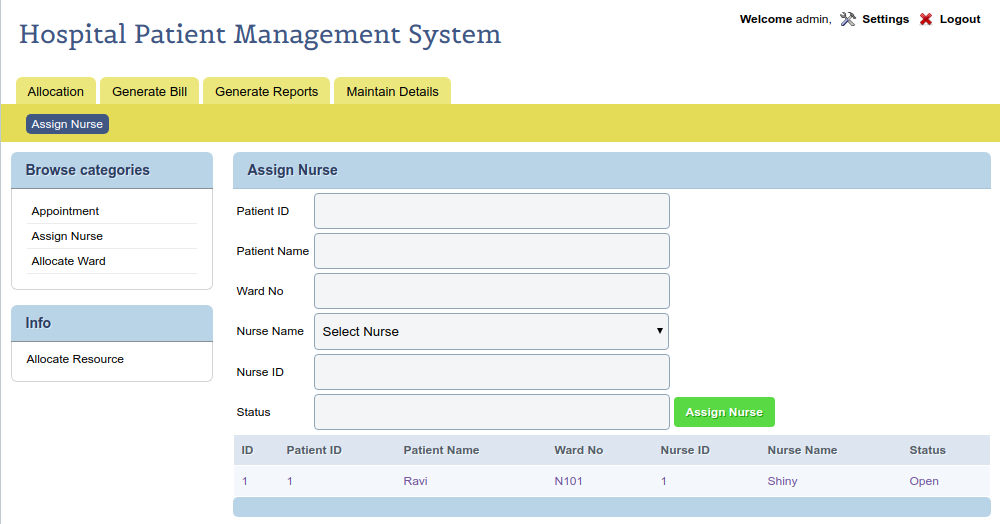 Welcome admin, Settings Logout
Hospital Patient Management System
Allocation Generate Bill Generate Reports Maintain Details
Assign Nurse
Browse categories
Appointment
Assign Nurse
Allocate Ward
Info
Allocate Resource
Assign Nurse
Patient ID
Patient Name
Ward No
Nurse Name Select Nurse
Nurse ID
Status Assign Nurse
ID Patient ID Patient Name Ward No Nurse ID Nurse Name Status
1 1 Ravi N101 1 Shiny Open